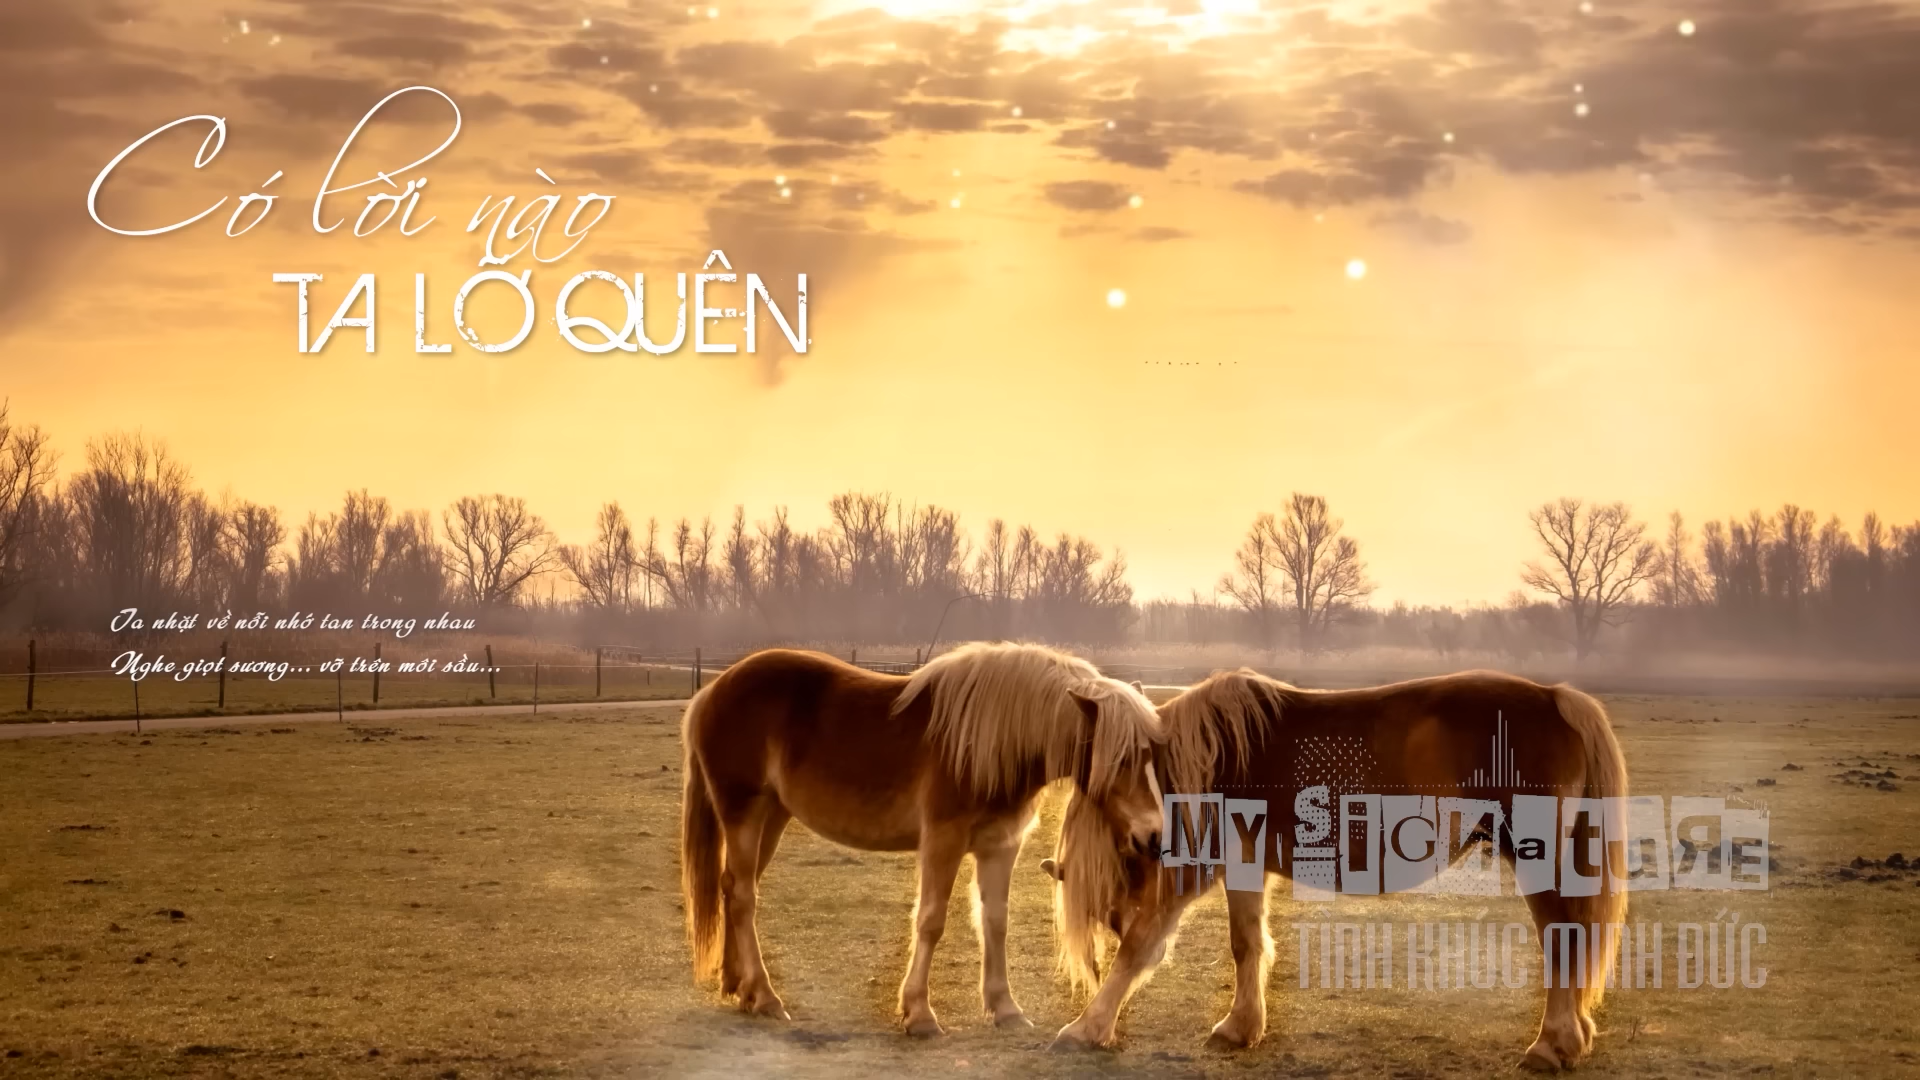 Có lời nào
TA LỠ QUÊN
Ta nhặt về nỗi nhớ tan trong nhau
Nghe giọt sương... vỡ trên môi sầu...
MY SIGNaTURE
TÌNH KHÚC MINH ĐỨC